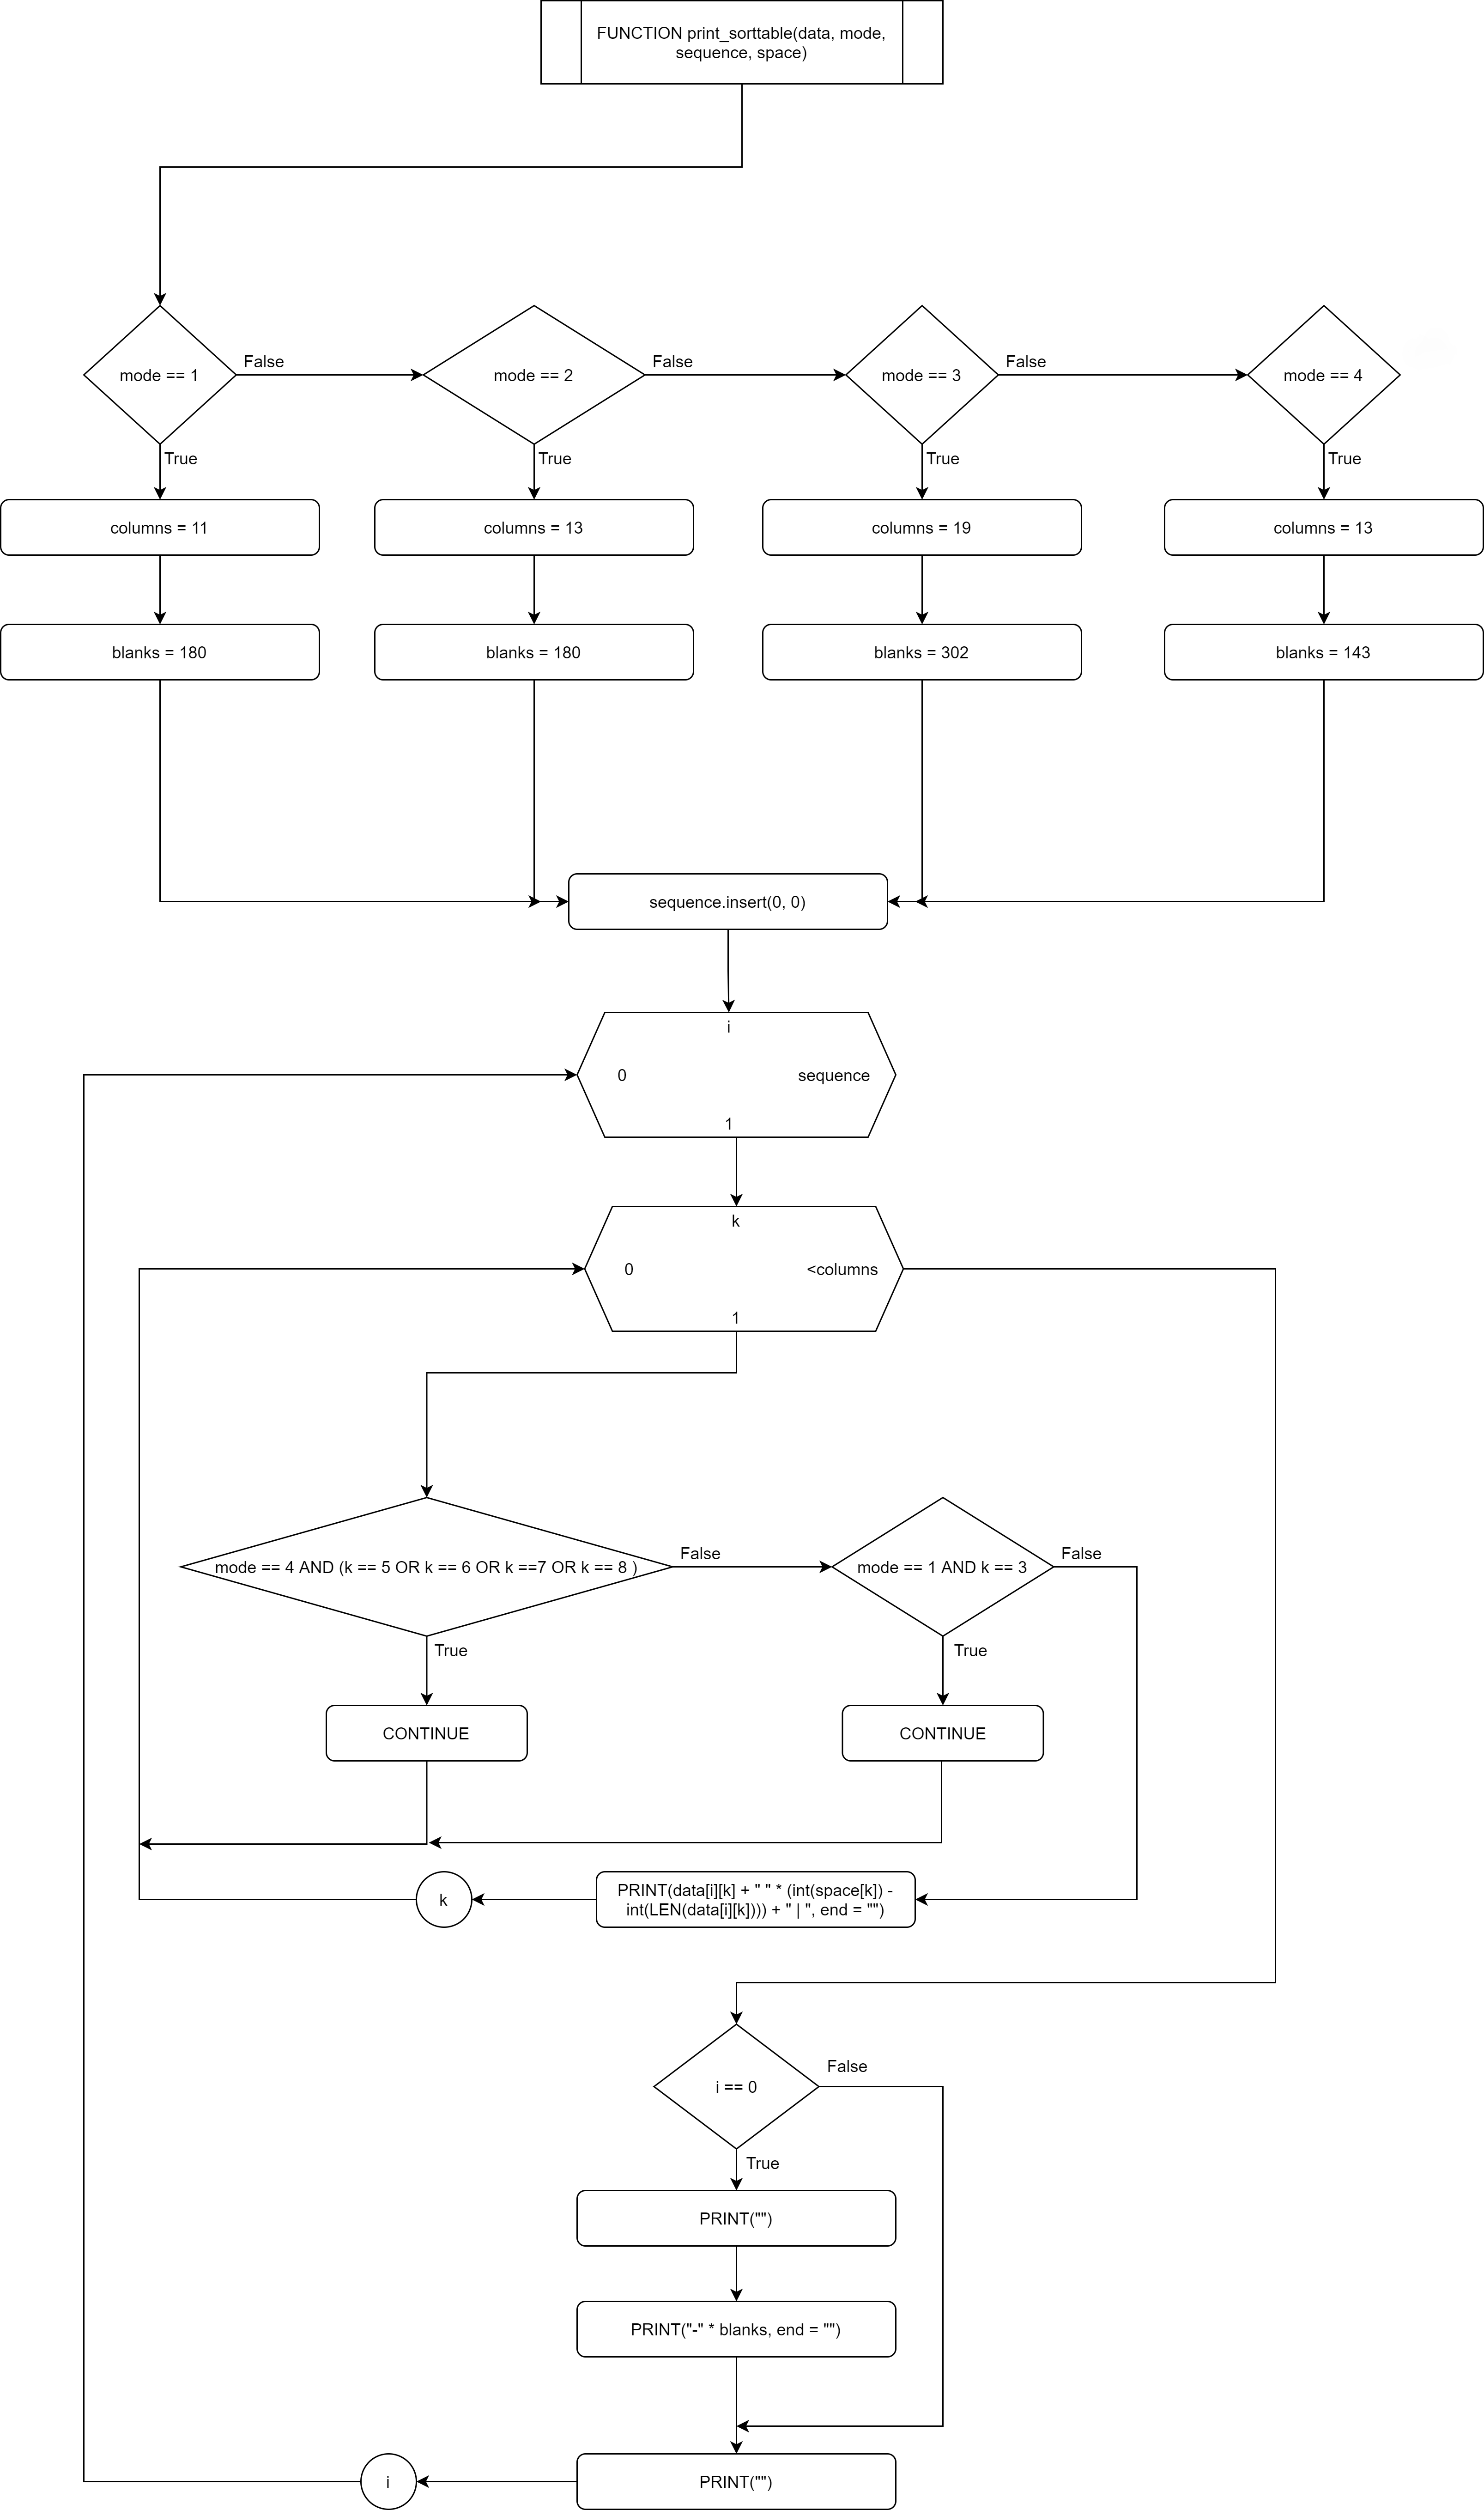 FUNCTION print_sorttable(data, mode,
sequence, space)
mode == 1
False
mode == 2
False
mode == 3
False
mode == 4
True
True
True
True
columns = 11
columns = 13
columns = 19
columns = 13
blanks = 180
blanks = 180
blanks = 302
blanks = 143
sequence.insert(0, 0)
i
0
sequence
1
k
0
<columns
1
mode == 4 AND (k == 5 OR k == 6 OR k ==7 OR k == 8 )
False
mode == 1 AND k == 3
False
True
True
CONTINUE
CONTINUE
k
PRINT(data[i][k] + " " * (int(space[k]) -
int(LEN(data[i][k]))) + " | ", end = "")
i == 0
False
True
PRINT("")
PRINT("-" * blanks, end = "")
i
PRINT("")